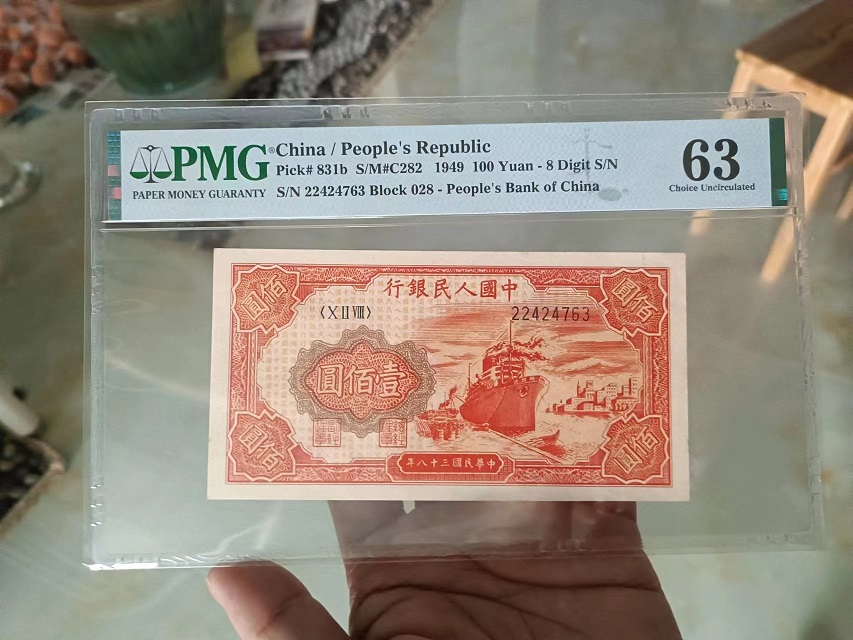 PMG®
PAPER MONEY GUARANTY
China / People's Republic
Pick# 831b S/M#C282 1949 100 Yuan - 8 Digit S/N
S/N 22424763 Block 028 - People's Bank of China
63
Choice Uncirculated
中國人民銀行
佰圓
佰圓
〈X II VIII〉
22424763
壹佰圓
佰圓
佰圓
中華民國三十八年